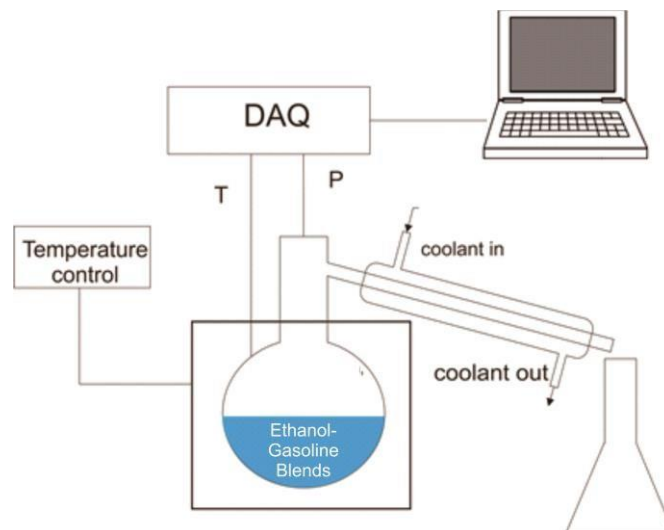 DAQ
T
P
Temperature
control
coolant in
coolant out
Ethanol-
Gasoline
Blends